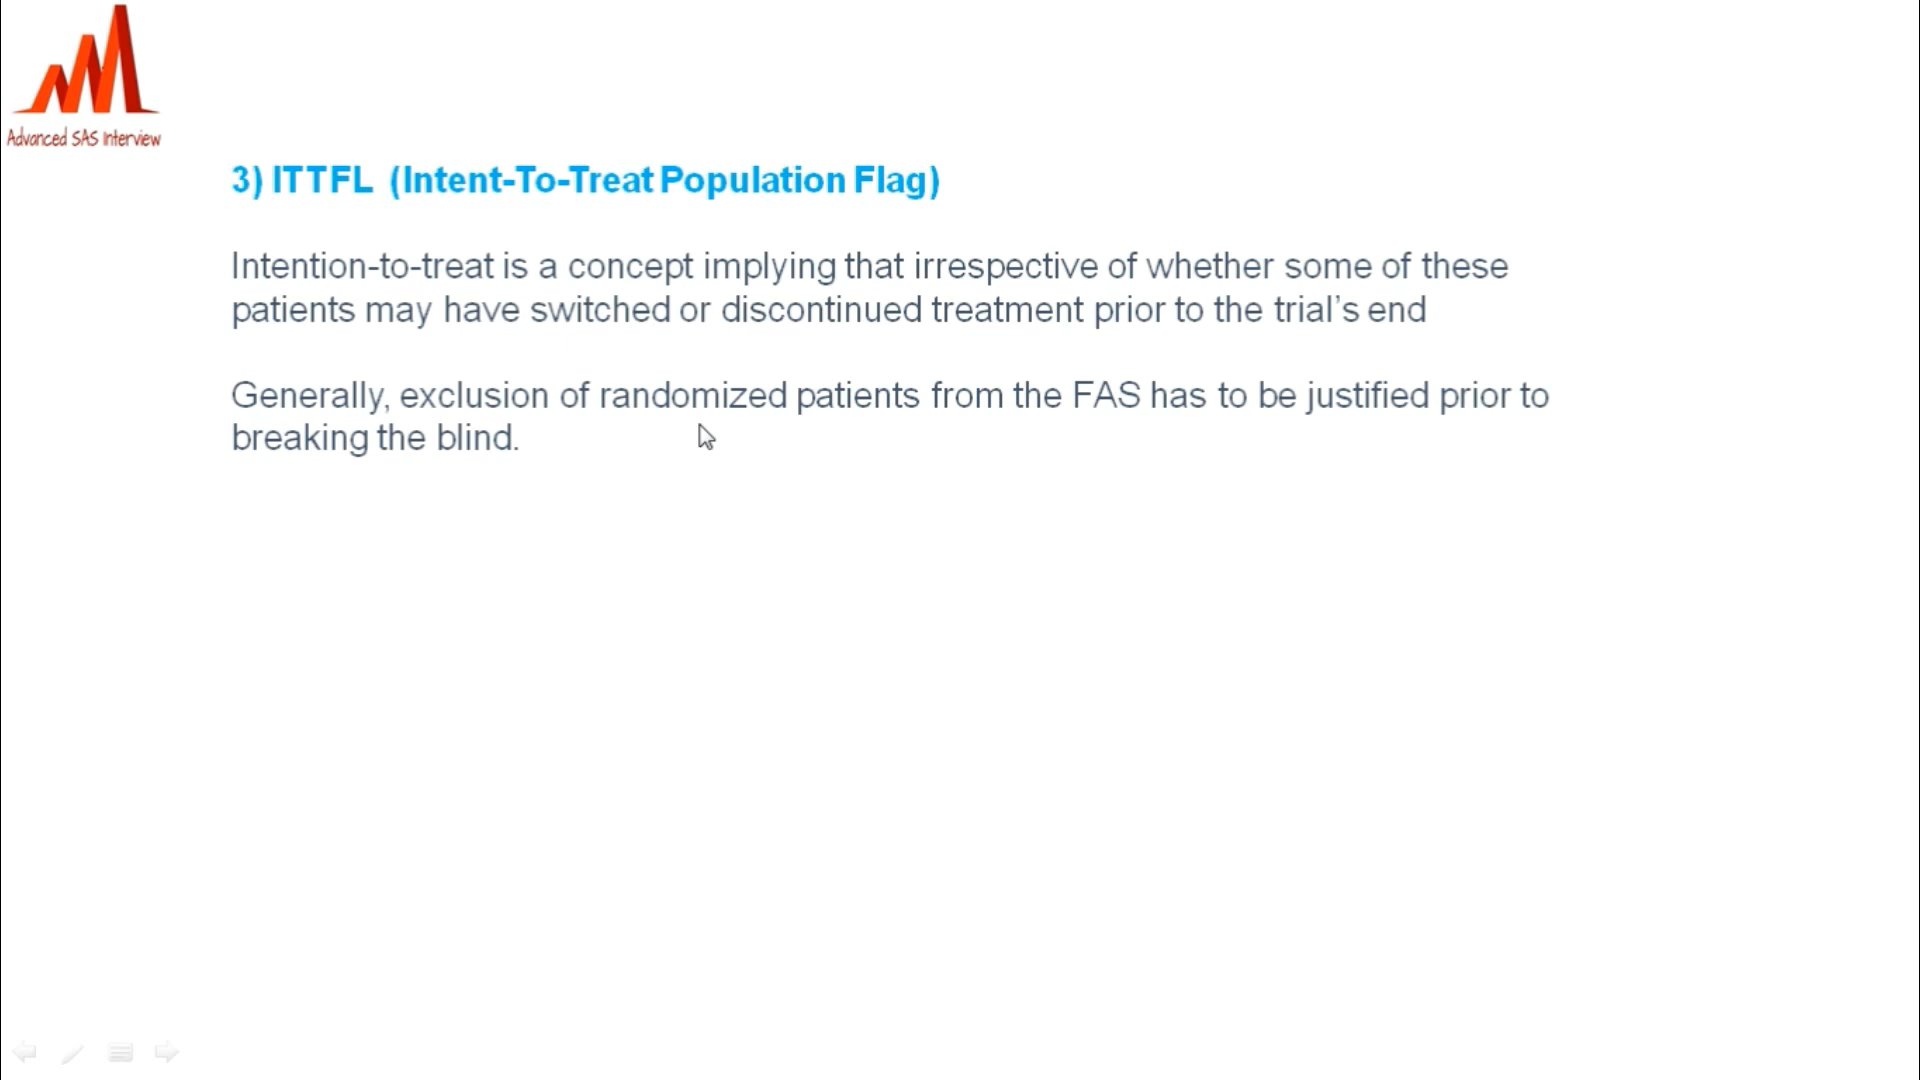 Advanced SAS Interview
3) ITTFL (Intent-To-Treat Population Flag)
Intention-to-treat is a concept implying that irrespective of whether some of these
patients may have switched or discontinued treatment prior to the trial’s end
Generally, exclusion of randomized patients from the FAS has to be justified prior to
breaking the blind.